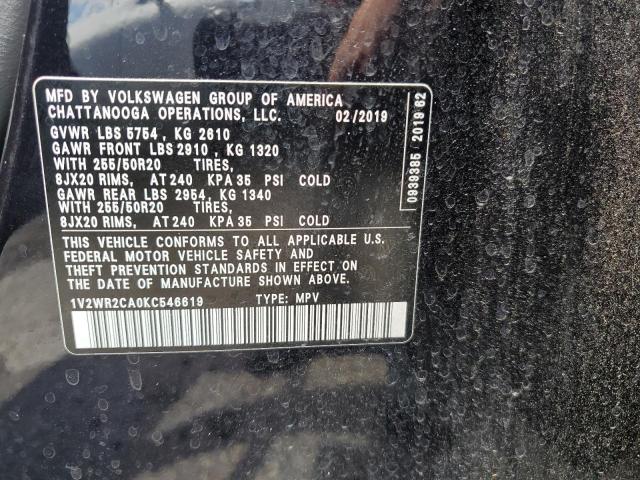 MFD BY VOLKSWAGEN GROUP OF AMERICA
CHATTANOOGA OPERATIONS, LLC. 02/2019
GVWR LBS 5754 , KG 2610
GAWR FRONT LBS 2910 , KG 1320
WITH 255/50R20 TIRES,
8JX20 RIMS, AT 240 KPA 35 PSI COLD
GAWR REAR LBS 2954, KG 1340
WITH 255/50R20 TIRES,
8JX20 RIMS, AT 240 KPA 35 PSI COLD
THIS VEHICLE CONFORMS TO ALL APPLICABLE U.S.
FEDERAL MOTOR VEHICLE SAFETY AND
THEFT PREVENTION STANDARDS IN EFFECT ON
THE DATE OF MANUFACTURE SHOWN ABOVE.
1V2WR2CA0KC546619 TYPE: MPV
0939385 2019 62